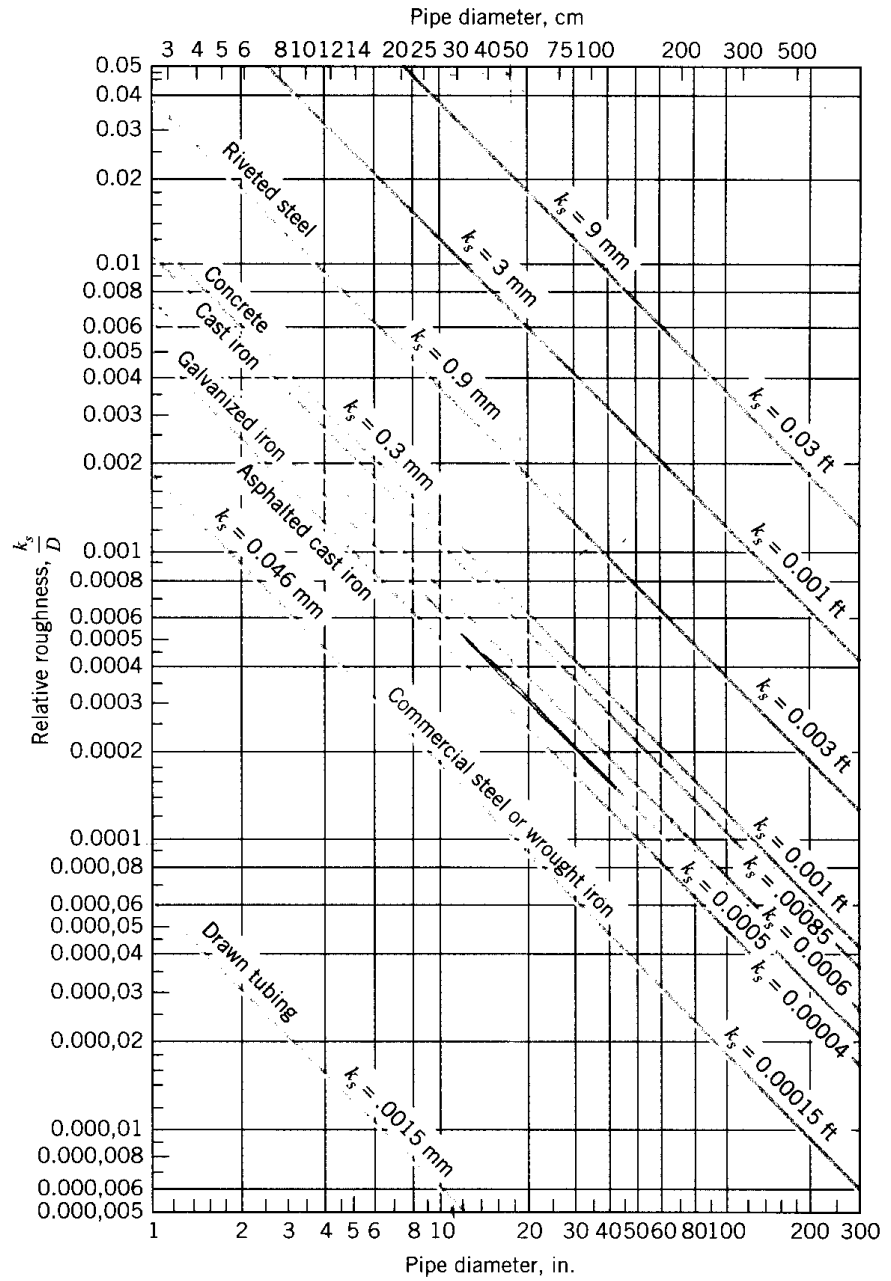 Pipe diameter, cm
3 4 5 6 8 10 12 14 20 25 30 40 50 75 100 200 300 500
0.05
0.04
0.03
0.02
0.01
0.008
0.006
0.005
0.004
0.003
0.002
0.001
0.0008
0.0006
0.0005
0.0004
0.0003
0.0002
0.0001
0.000,08
0.000,06
0.000,05
0.000,04
0.000,03
0.000,02
0.000,01
0.000,008
0.000,006
0.000,005
Relative roughness, k_s/D
Riveted steel
Concrete
Cast iron
Galvanized iron
Asphalted cast iron
k_s = 0.046 mm
Commercial steel or wrought iron
Drawn tubing
k_s = .0015 mm
k_s = 9 mm
k_s = 3 mm
k_s = 0.9 mm
k_s = 0.3 mm
k_s = 0.03 ft
k_s = 0.001 ft
k_s = 0.003 ft
k_s = 0.001 ft
k_s = .00085
k_s = 0.0006
k_s = 0.0005
k_s = 0.00004
k_s = 0.00015 ft
1 2 3 4 5 6 8 10 20 30 40 50 60 80 100 200 300
Pipe diameter, in.